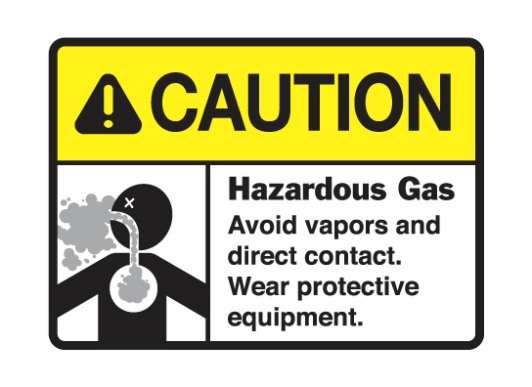 CAUTION
Hazardous Gas
Avoid vapors and
direct contact.
Wear protective
equipment.